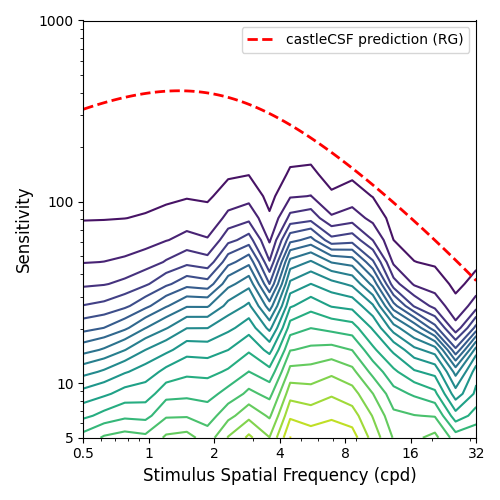 1000
castleCSF prediction (RG)
100
10
5
Sensitivity
0.5 1 2 4 8 16 32
Stimulus Spatial Frequency (cpd)